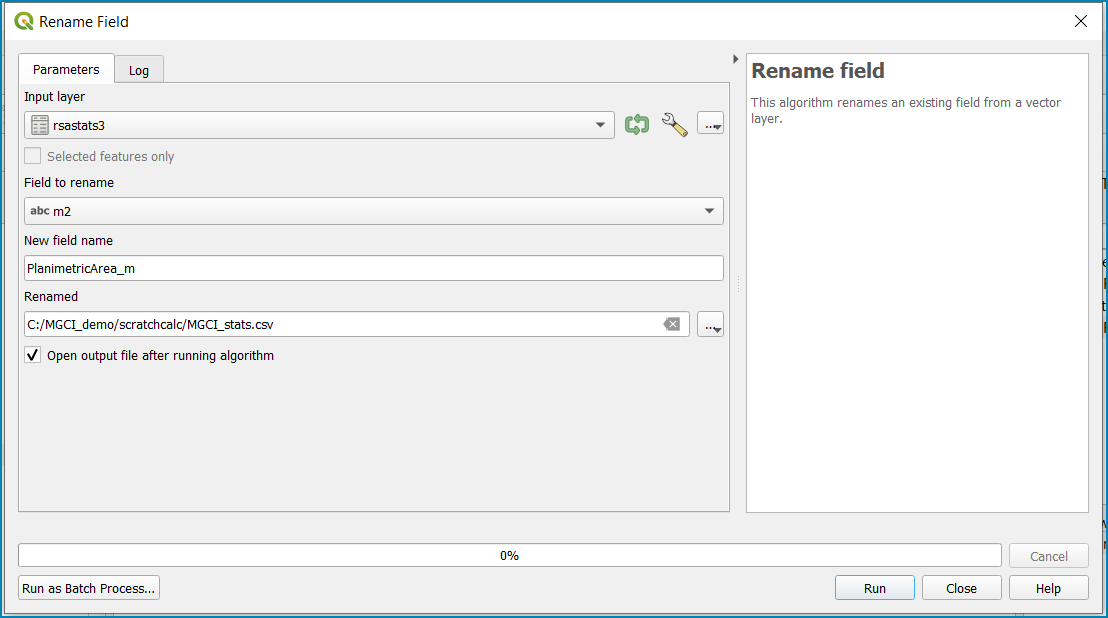 Rename Field
Parameters
Log
Input layer
rsastats3
...
Selected features only
Field to rename
abc m2
New field name
PlanimetricArea_m
Renamed
C:/MGCI_demo/scratchcalc/MGCI_stats.csv
...
Open output file after running algorithm
Rename field
This algorithm renames an existing field from a vector
layer.
0%
Cancel
Run as Batch Process...
Run
Close
Help